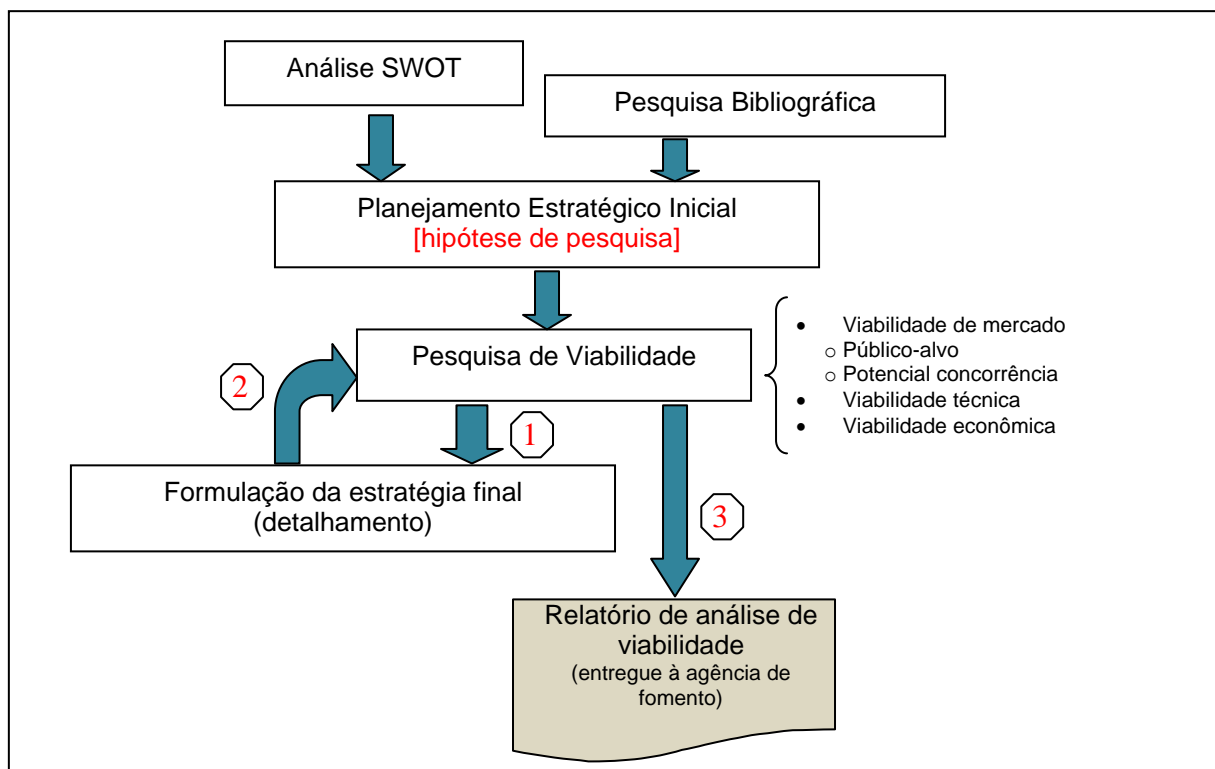 Análise SWOT
Pesquisa Bibliográfica
Planejamento Estratégico Inicial
[hipótese de pesquisa]
Pesquisa de Viabilidade
• Viabilidade de mercado
o Público-alvo
o Potencial concorrência
• Viabilidade técnica
• Viabilidade econômica
2
1
Formulação da estratégia final
(detalhamento)
3
Relatório de análise de
viabilidade
(entregue à agência de
fomento)